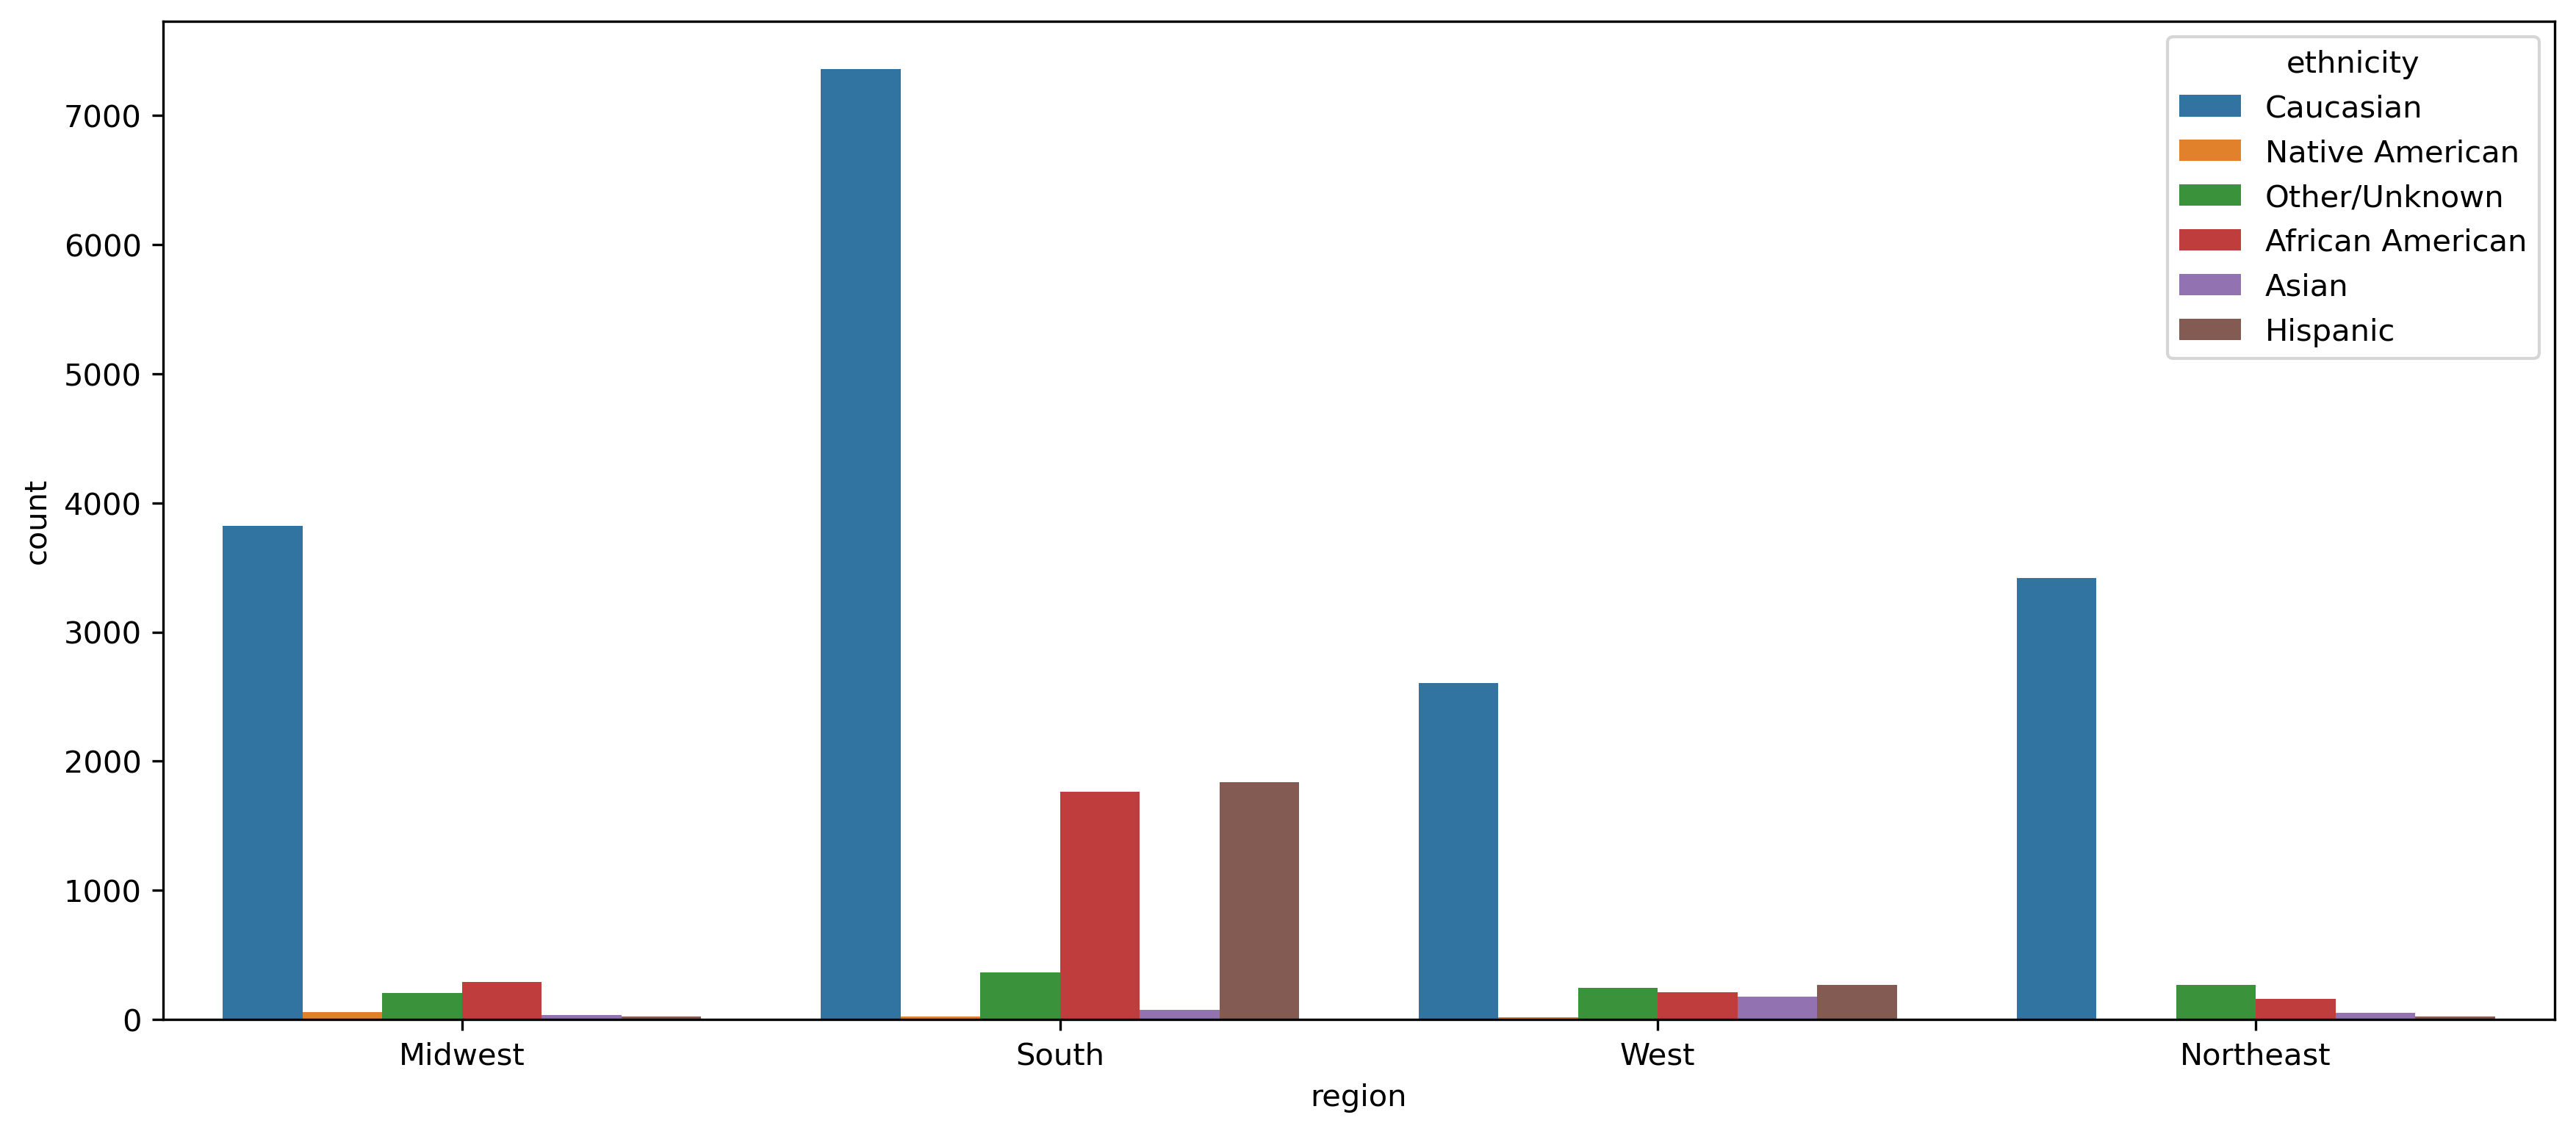 ethnicity
Caucasian
Native American
Other/Unknown
African American
Asian
Hispanic
7000
6000
5000
4000
3000
2000
1000
0
count
Midwest South West Northeast
region